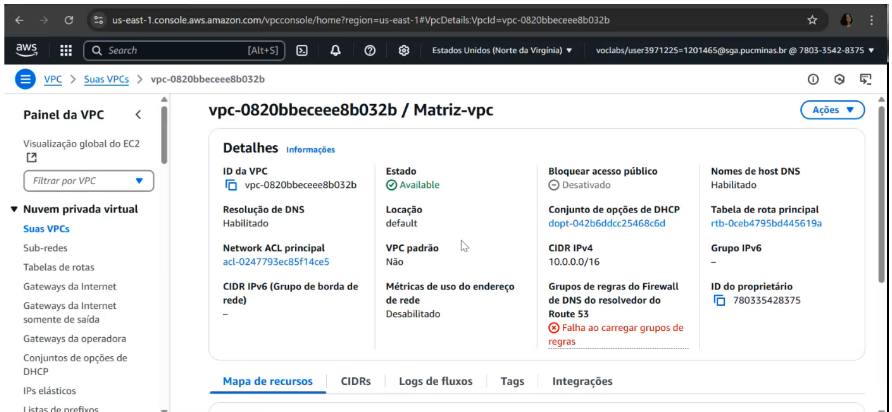 us-east-1.console.aws.amazon.com/vpcconsole/home?region=us-east-1#VpcDetails:VpcId=vpc-0820bbeceee8b032b
aws
Search
[Alt+S]
Estados Unidos (Norte da Virgínia) ▼
voclabs/user3971225=1201465@sga.pucminas.br @ 7803-3542-8375 ▼
VPC > Suas VPCs > vpc-0820bbeceee8b032b
Painel da VPC
Visualização global do EC2
Filtrar por VPC
Nuvem privada virtual
Suas VPCs
Sub-redes
Tabelas de rotas
Gateways da Internet
Gateways da Internet
somente de saída
Gateways da operadora
Conjuntos de opções de
DHCP
IPs elásticos
Listas de prefixos
vpc-0820bbeceee8b032b / Matriz-vpc
Ações ▼
Detalhes Informações
ID da VPC
vpc-0820bbeceee8b032b
Estado
Available
Bloquear acesso público
Desativado
Nomes de host DNS
Habilitado
Resolução de DNS
Habilitado
Locação
default
Conjunto de opções de DHCP
dopt-042b6ddcc25468c6d
Tabela de rota principal
rtb-0ceb4795bd445619a
Network ACL principal
acl-0247793ec85f14ce5
VPC padrão
Não
CIDR IPv4
10.0.0.0/16
Grupo IPv6
–
CIDR IPv6 (Grupo de borda de
rede)
–
Métricas de uso do endereço
de rede
Desabilitado
Grupos de regras do Firewall
de DNS do resolvedor do
Route 53
Falha ao carregar grupos de
regras
ID do proprietário
780335428375
Mapa de recursos
CIDRs
Logs de fluxos
Tags
Integrações